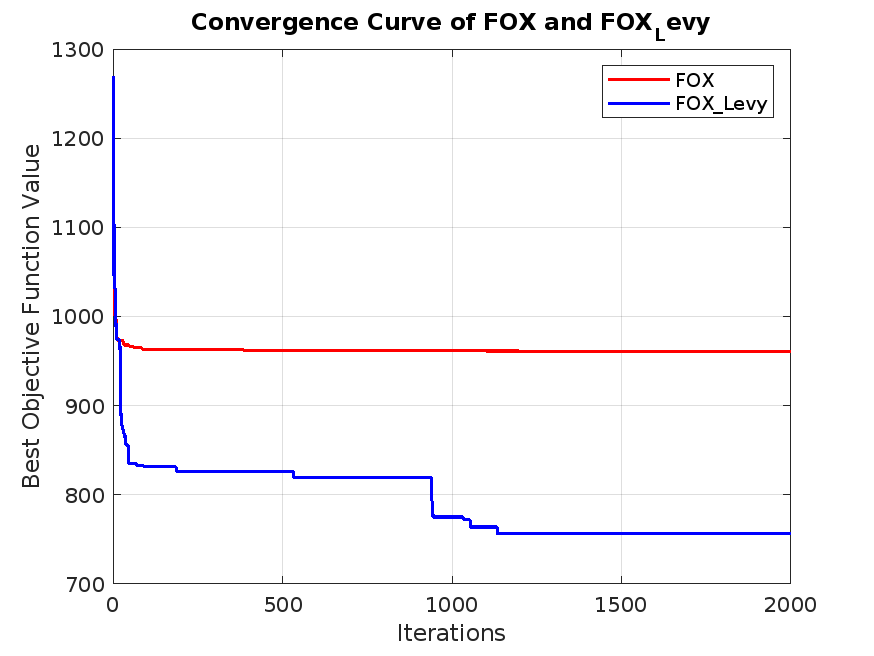 Convergence Curve of FOX and FOX_Levy
1300
1200
1100
1000
900
800
700
Best Objective Function Value
FOX
FOX_Levy
0 500 1000 1500 2000
Iterations